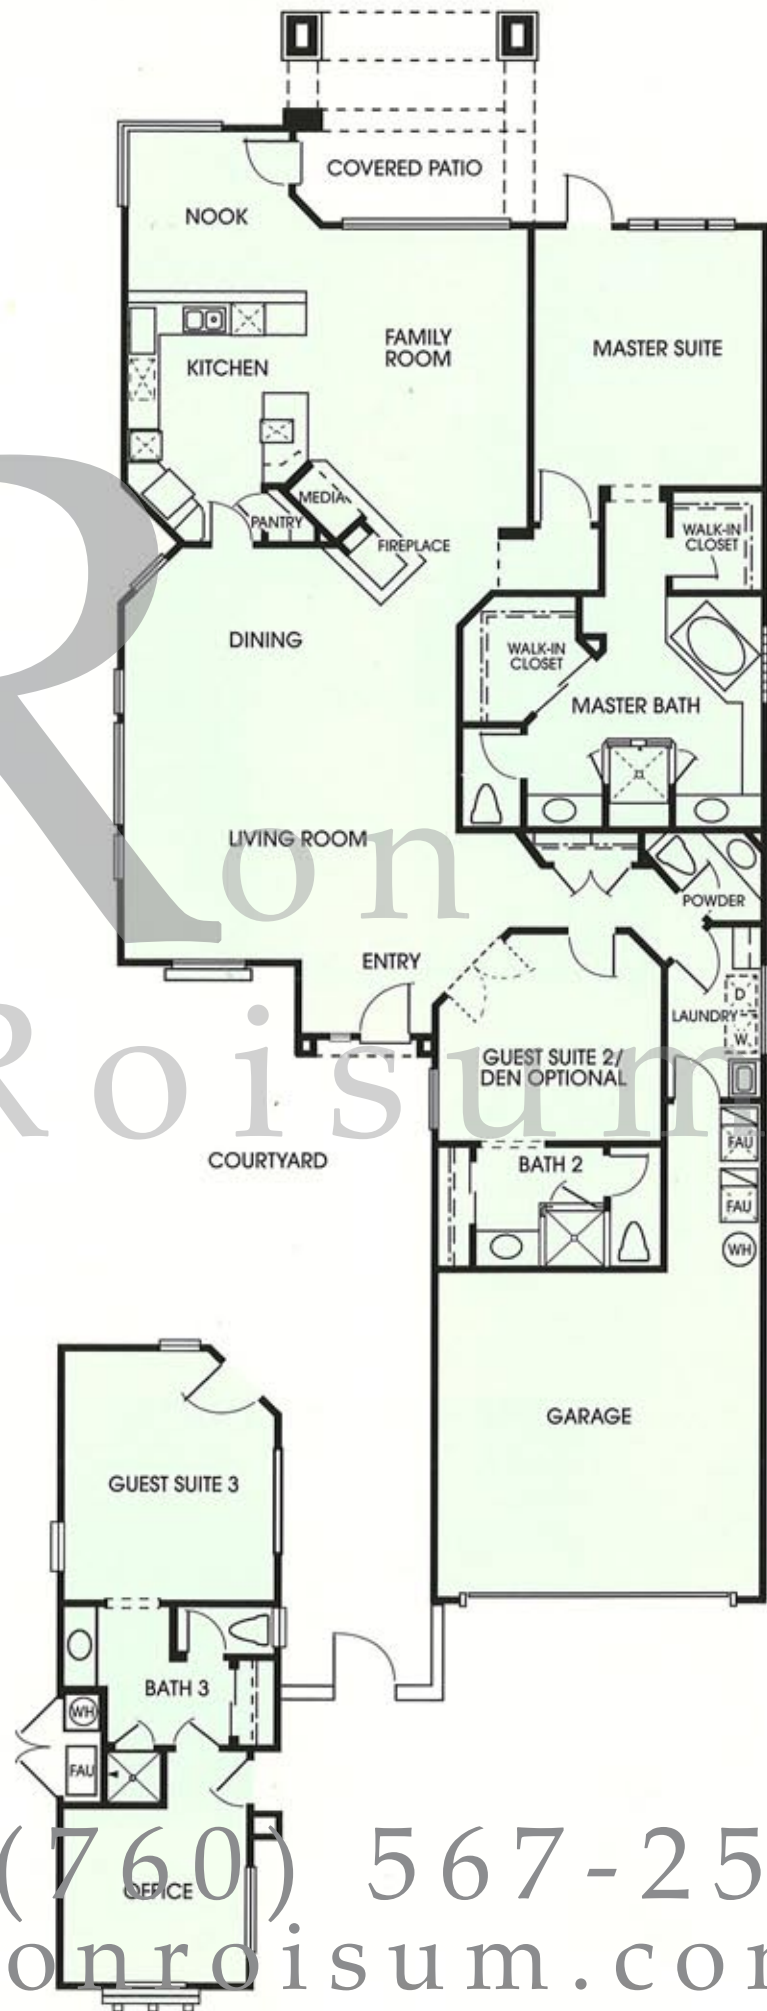 COVERED PATIO
NOOK
FAMILY
ROOM
MASTER SUITE
KITCHEN
MEDIA
PANTRY
FIREPLACE
WALK-IN
CLOSET
DINING
WALK-IN
CLOSET
MASTER BATH
LIVING ROOM
POWDER
ENTRY
D
LAUNDRY
W
GUEST SUITE 2/
DEN OPTIONAL
COURTYARD
BATH 2
FAU
FAU
WH
GARAGE
GUEST SUITE 3
BATH 3
WH
FAU
OFFICE
Ron
Roisum
(760) 567-25
onroisum.com